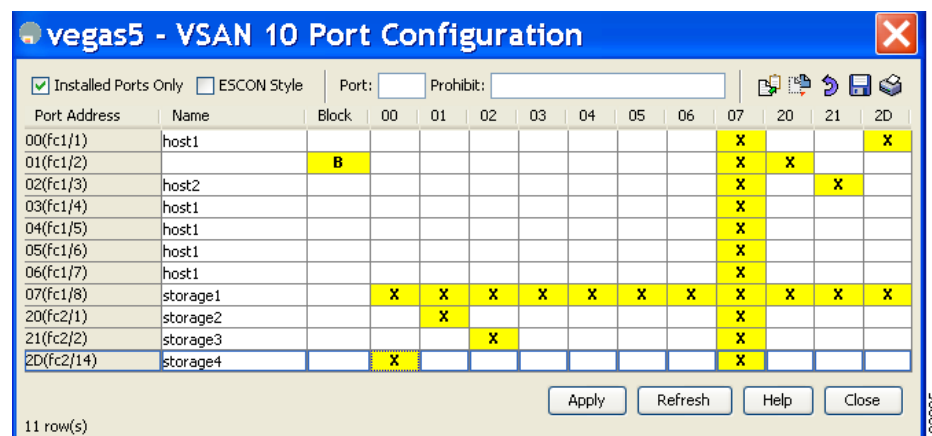 vegas5 - VSAN 10 Port Configuration
Installed Ports Only ESCON Style Port: Prohibit:
Port Address Name Block 00 01 02 03 04 05 06 07 20 21 2D
00(fc1/1) host1 X X
01(fc1/2) B X X
02(fc1/3) host2 X X
03(fc1/4) host1 X
04(fc1/5) host1 X
05(fc1/6) host1 X
06(fc1/7) host1 X
07(fc1/8) storage1 X X X X X X X X X X X
20(fc2/1) storage2 X X
21(fc2/2) storage3 X X
2D(fc2/14) storage4 X X
Apply Refresh Help Close
11 row(s)